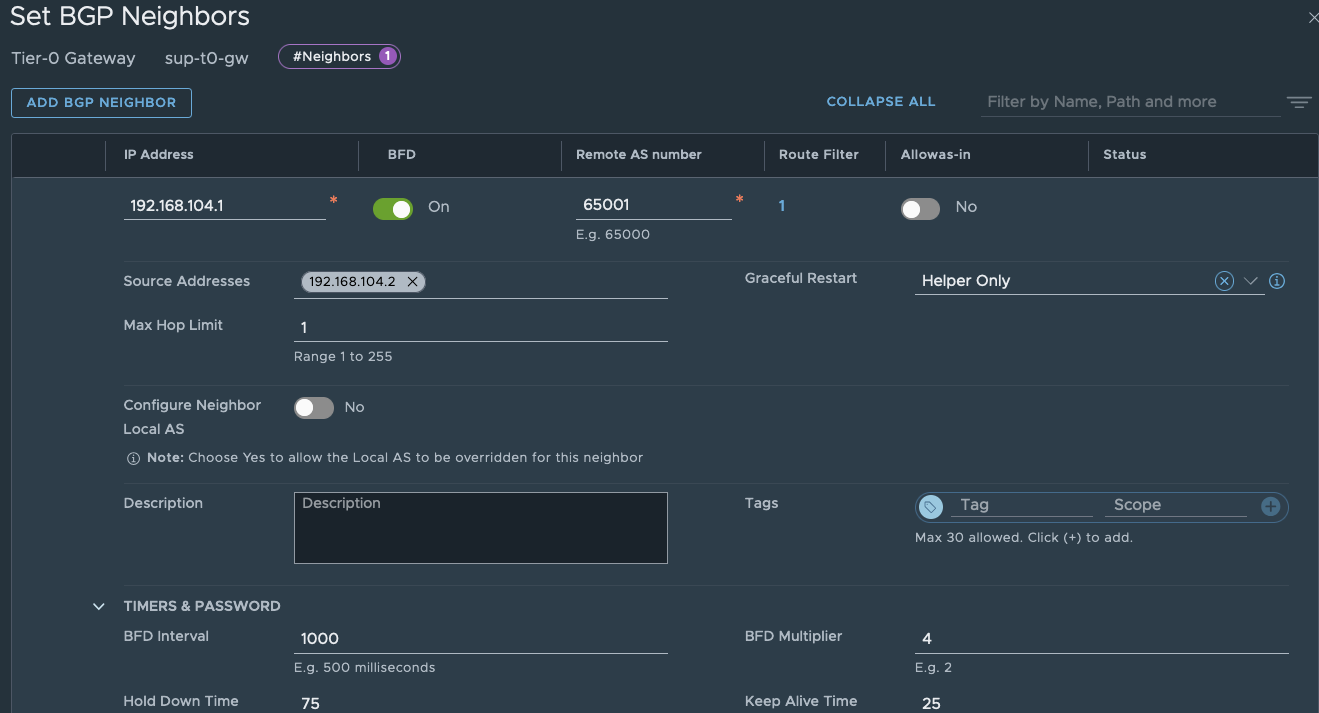 Set BGP Neighbors
Tier-0 Gateway sup-t0-gw #Neighbors 1
ADD BGP NEIGHBOR COLLAPSE ALL Filter by Name, Path and more
IP Address BFD Remote AS number Route Filter Allowas-in Status
192.168.104.1 * On 65001 * 1 No
E.g. 65000
Source Addresses 192.168.104.2 Graceful Restart Helper Only
Max Hop Limit 1
Range 1 to 255
Configure Neighbor No
Local AS
Note: Choose Yes to allow the Local AS to be overridden for this neighbor
Description Description Tags Tag Scope
Max 30 allowed. Click (+) to add.
TIMERS & PASSWORD
BFD Interval 1000 BFD Multiplier 4
E.g. 500 milliseconds E.g. 2
Hold Down Time 75 Keep Alive Time 25